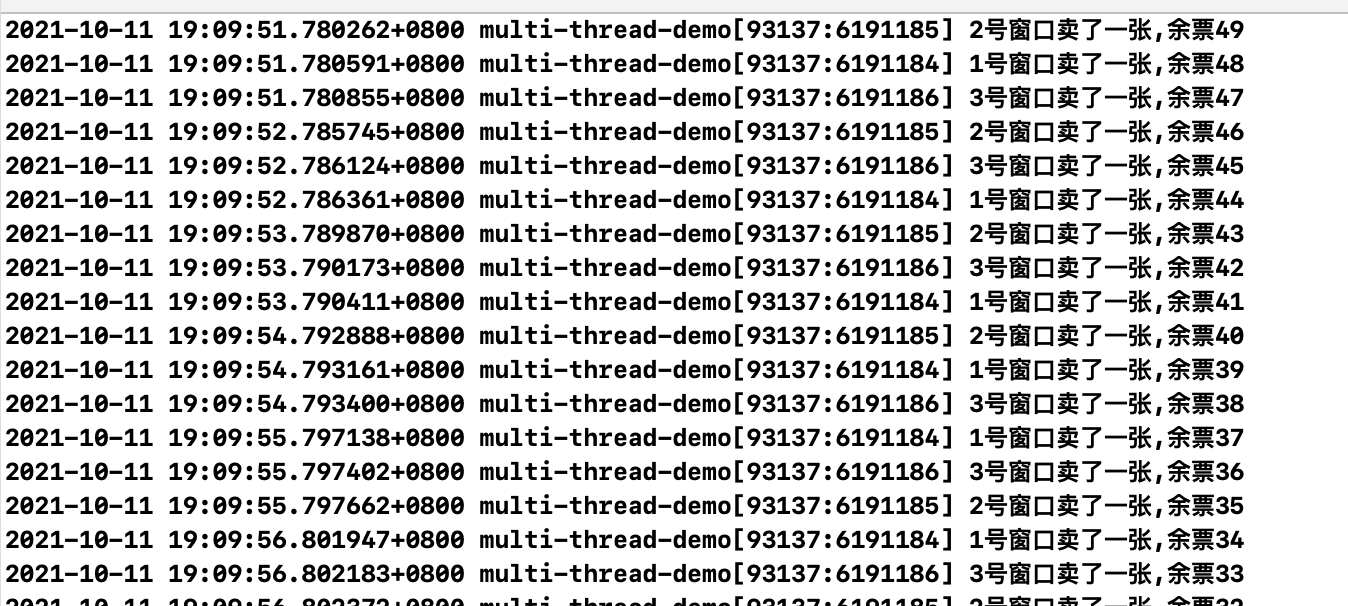 2021-10-11 19:09:51.780262+0800 multi-thread-demo[93137:6191185] 2号窗口卖了一张,余票49
2021-10-11 19:09:51.780591+0800 multi-thread-demo[93137:6191184] 1号窗口卖了一张,余票48
2021-10-11 19:09:51.780855+0800 multi-thread-demo[93137:6191186] 3号窗口卖了一张,余票47
2021-10-11 19:09:52.785745+0800 multi-thread-demo[93137:6191185] 2号窗口卖了一张,余票46
2021-10-11 19:09:52.786124+0800 multi-thread-demo[93137:6191186] 3号窗口卖了一张,余票45
2021-10-11 19:09:52.786361+0800 multi-thread-demo[93137:6191184] 1号窗口卖了一张,余票44
2021-10-11 19:09:53.789870+0800 multi-thread-demo[93137:6191185] 2号窗口卖了一张,余票43
2021-10-11 19:09:53.790173+0800 multi-thread-demo[93137:6191186] 3号窗口卖了一张,余票42
2021-10-11 19:09:53.790411+0800 multi-thread-demo[93137:6191184] 1号窗口卖了一张,余票41
2021-10-11 19:09:54.792888+0800 multi-thread-demo[93137:6191185] 2号窗口卖了一张,余票40
2021-10-11 19:09:54.793161+0800 multi-thread-demo[93137:6191184] 1号窗口卖了一张,余票39
2021-10-11 19:09:54.793400+0800 multi-thread-demo[93137:6191186] 3号窗口卖了一张,余票38
2021-10-11 19:09:55.797138+0800 multi-thread-demo[93137:6191184] 1号窗口卖了一张,余票37
2021-10-11 19:09:55.797402+0800 multi-thread-demo[93137:6191186] 3号窗口卖了一张,余票36
2021-10-11 19:09:55.797662+0800 multi-thread-demo[93137:6191185] 2号窗口卖了一张,余票35
2021-10-11 19:09:56.801947+0800 multi-thread-demo[93137:6191184] 1号窗口卖了一张,余票34
2021-10-11 19:09:56.802183+0800 multi-thread-demo[93137:6191186] 3号窗口卖了一张,余票33